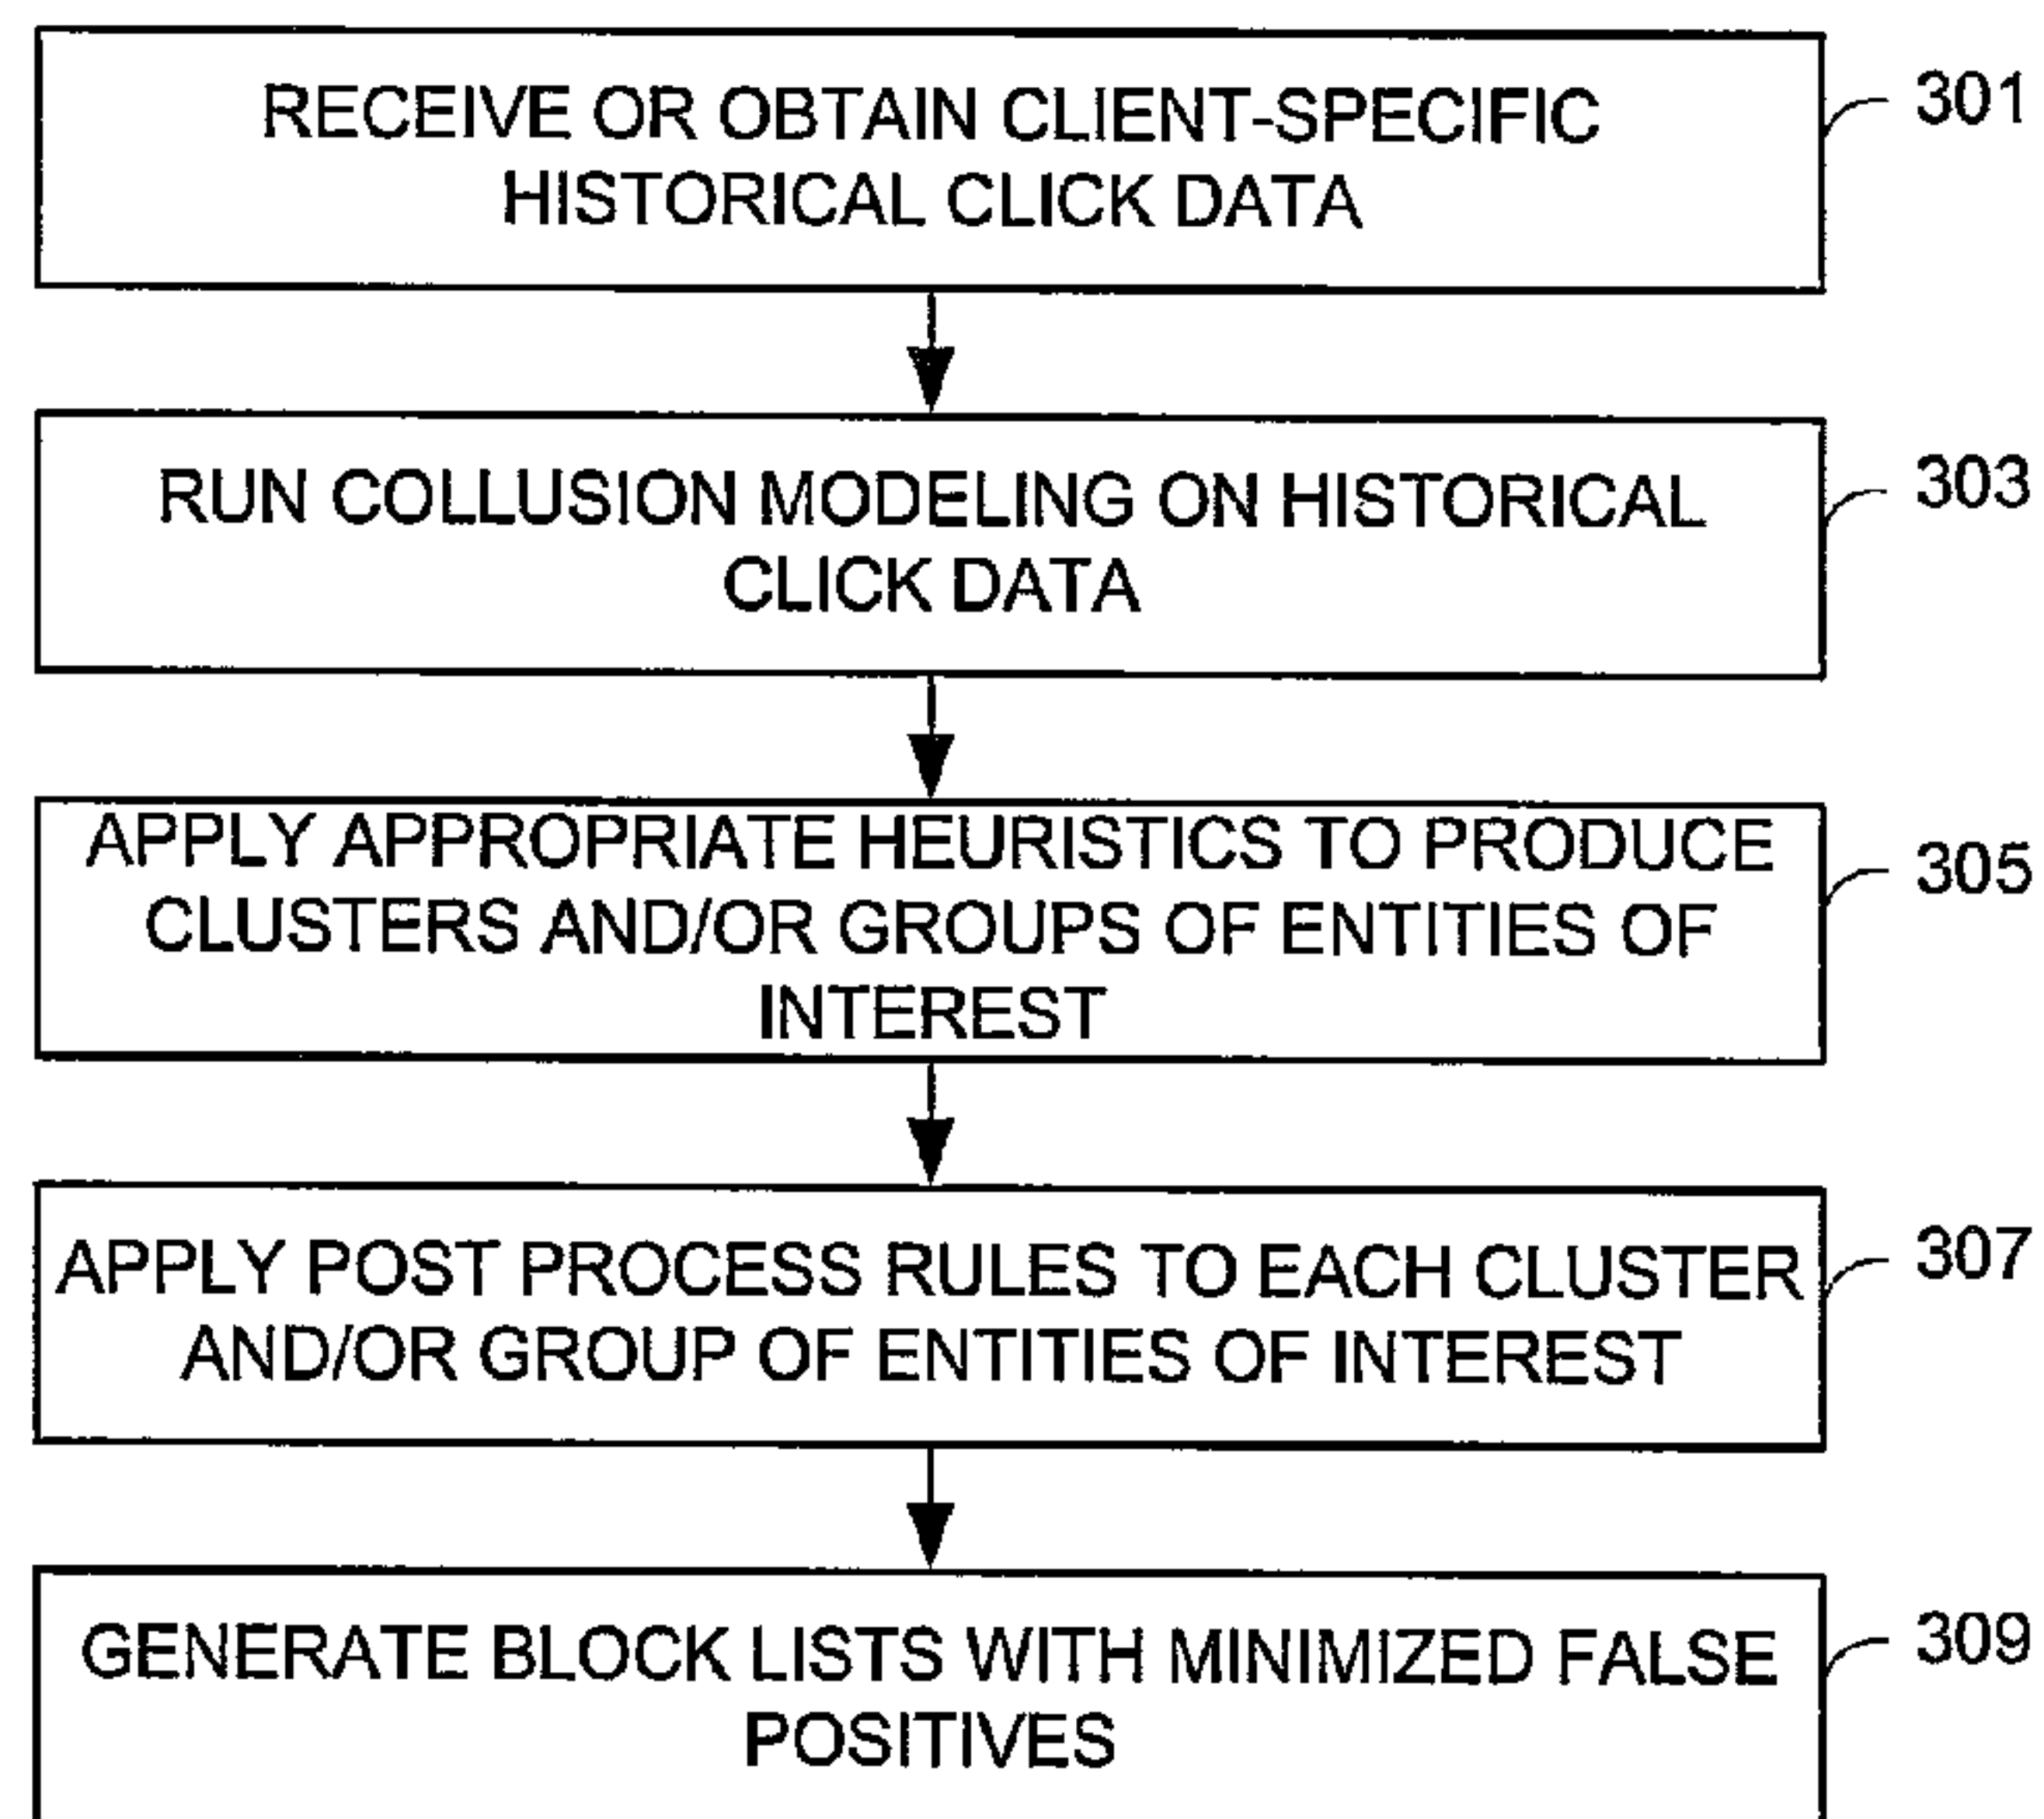 RECEIVE OR OBTAIN CLIENT-SPECIFIC
HISTORICAL CLICK DATA
301
RUN COLLUSION MODELING ON HISTORICAL
CLICK DATA
303
APPLY APPROPRIATE HEURISTICS TO PRODUCE
CLUSTERS AND/OR GROUPS OF ENTITIES OF
INTEREST
305
APPLY POST PROCESS RULES TO EACH CLUSTER
AND/OR GROUP OF ENTITIES OF INTEREST
307
GENERATE BLOCK LISTS WITH MINIMIZED FALSE
POSITIVES
309